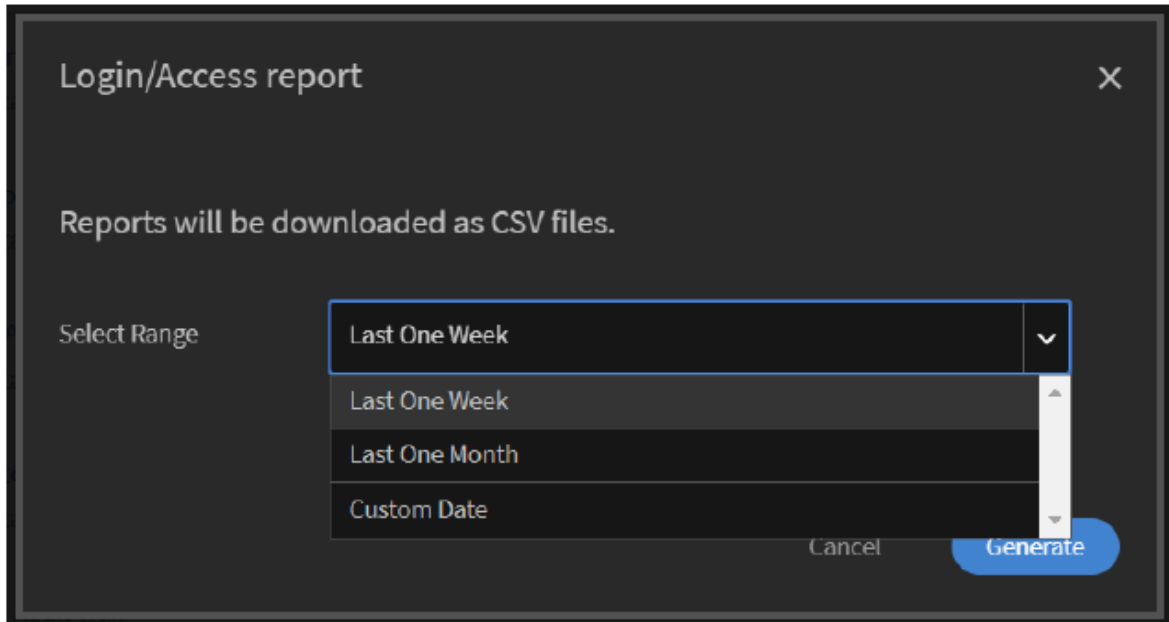 Login/Access report
Reports will be downloaded as CSV files.
Select Range
Last One Week
Last One Week
Last One Month
Custom Date
Cancel
Generate